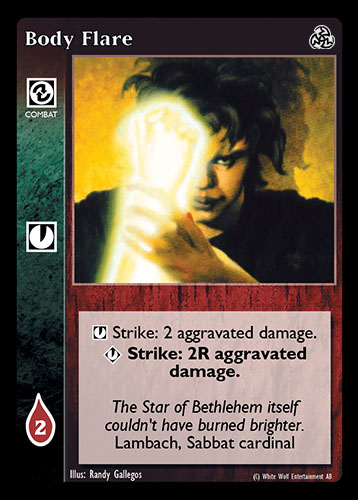 Body Flare
COMBAT
Strike: 2 aggravated damage.
Strike: 2R aggravated
damage.
The Star of Bethlehem itself
couldn't have burned brighter.
Lambach, Sabbat cardinal
2
Illus: Randy Gallegos
(C) White Wolf Entertainment AB